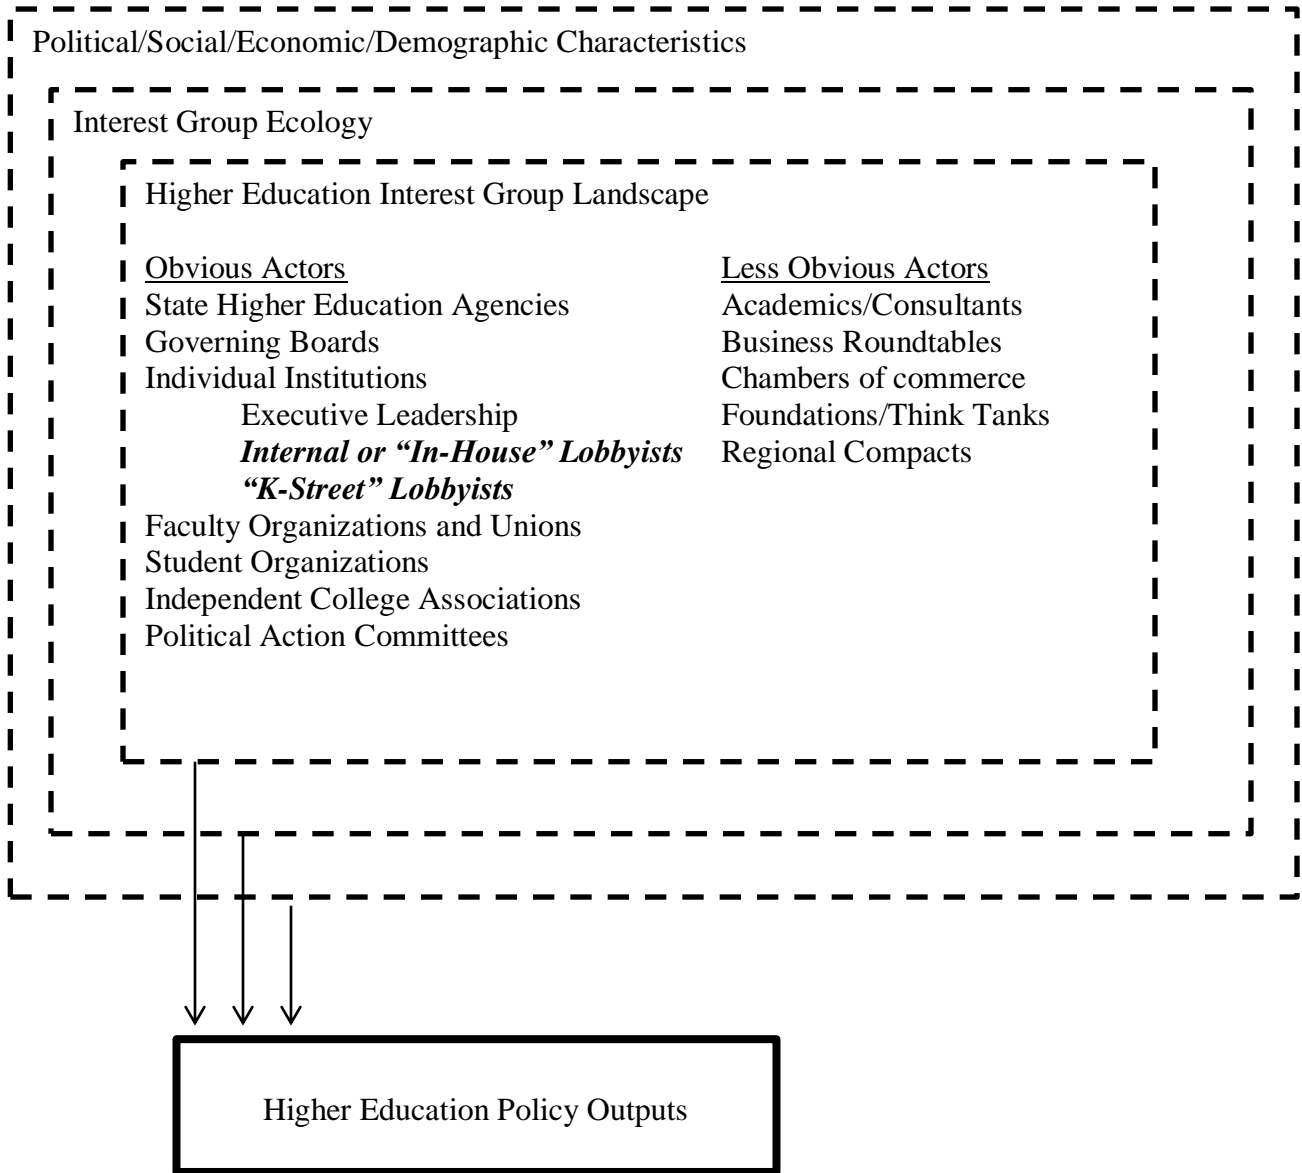 Political/Social/Economic/Demographic Characteristics
Interest Group Ecology
Higher Education Interest Group Landscape
Obvious Actors
State Higher Education Agencies
Governing Boards
Individual Institutions
Executive Leadership
Internal or “In-House” Lobbyists
“K-Street” Lobbyists
Faculty Organizations and Unions
Student Organizations
Independent College Associations
Political Action Committees
Less Obvious Actors
Academics/Consultants
Business Roundtables
Chambers of commerce
Foundations/Think Tanks
Regional Compacts
Higher Education Policy Outputs